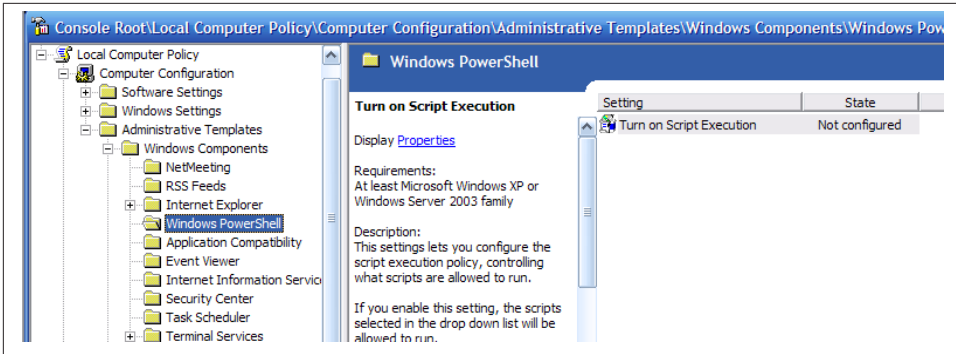 Console Root\Local Computer Policy\Computer Configuration\Administrative Templates\Windows Components\Windows Pow
Local Computer Policy
Computer Configuration
Software Settings
Windows Settings
Administrative Templates
Windows Components
NetMeeting
RSS Feeds
Internet Explorer
Windows PowerShell
Application Compatibility
Event Viewer
Internet Information Servic
Security Center
Task Scheduler
Terminal Services
Windows PowerShell
Turn on Script Execution
Display Properties
Requirements:
At least Microsoft Windows XP or
Windows Server 2003 family
Description:
This settings lets you configure the
script execution policy, controlling
what scripts are allowed to run.
If you enable this setting, the scripts
selected in the drop down list will be
allowed to run.
Setting State
Turn on Script Execution Not configured